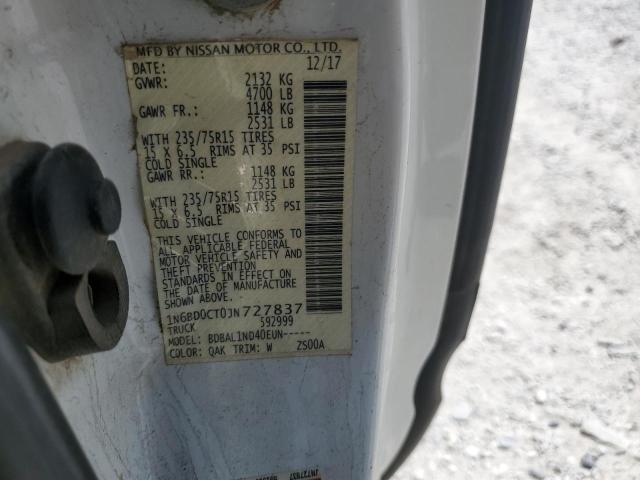 MFD BY NISSAN MOTOR CO., LTD.
DATE: 12/17
GVWR: 2132 KG
4700 LB
GAWR FR.: 1148 KG
2531 LB
WITH 235/75R15 TIRES
15 X 6.5 RIMS AT 35 PSI
COLD SINGLE
GAWR RR.: 1148 KG
2531 LB
WITH 235/75R15 TIRES
15 X 6.5 RIMS AT 35 PSI
COLD SINGLE
THIS VEHICLE CONFORMS TO
ALL APPLICABLE FEDERAL
MOTOR VEHICLE SAFETY AND
THEFT PREVENTION
STANDARDS IN EFFECT ON
THE DATE OF MANUFACTURE
SHOWN ABOVE.
1N6BD0CT0JN727837
TRUCK 592999
MODEL: BDBAL1ND40EUN-----
COLOR: QAK TRIM: W ZS00A